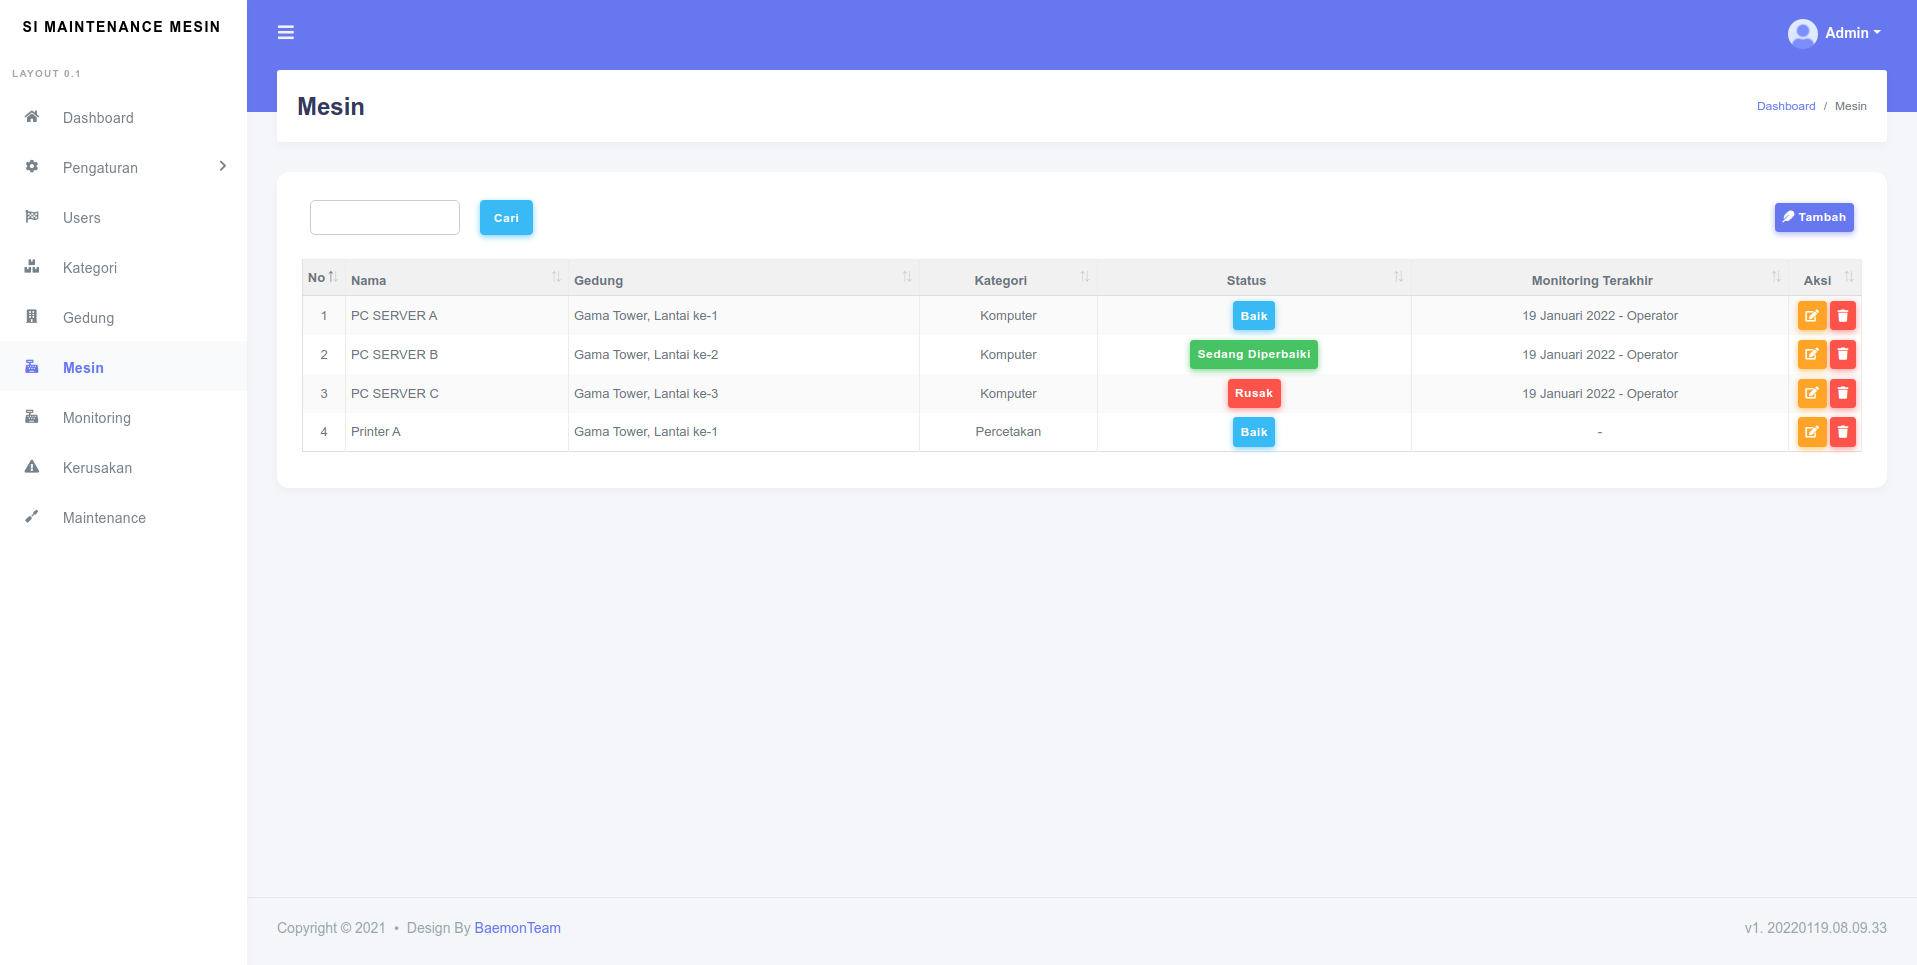 SI MAINTENANCE MESIN
LAYOUT 0.1
Dashboard
Pengaturan
Users
Kategori
Gedung
Mesin
Monitoring
Kerusakan
Maintenance
Admin
Mesin
Dashboard / Mesin
Cari
Tambah
No Nama Gedung Kategori Status Monitoring Terakhir Aksi
1 PC SERVER A Gama Tower, Lantai ke-1 Komputer Baik 19 Januari 2022 - Operator
2 PC SERVER B Gama Tower, Lantai ke-2 Komputer Sedang Diperbaiki 19 Januari 2022 - Operator
3 PC SERVER C Gama Tower, Lantai ke-3 Komputer Rusak 19 Januari 2022 - Operator
4 Printer A Gama Tower, Lantai ke-1 Percetakan Baik -
Copyright © 2021 • Design By BaemonTeam
v1. 20220119.08.09.33